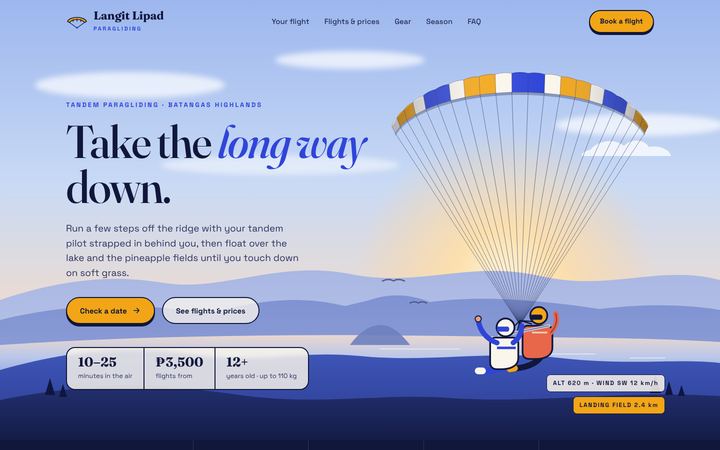 Langit Lipad
PARAGLIDING
Your flight
Flights & prices
Gear
Season
FAQ
Book a flight
TANDEM PARAGLIDING · BATANGAS HIGHLANDS
Take the long way
down.
Run a few steps off the ridge with your tandem
pilot strapped in behind you, then float over the
lake and the pineapple fields until you touch down
on soft grass.
Check a date →
See flights & prices
10–25
minutes in the air
₱3,500
flights from
12+
years old · up to 110 kg
ALT 620 m · WIND SW 12 km/h
LANDING FIELD 2.4 km